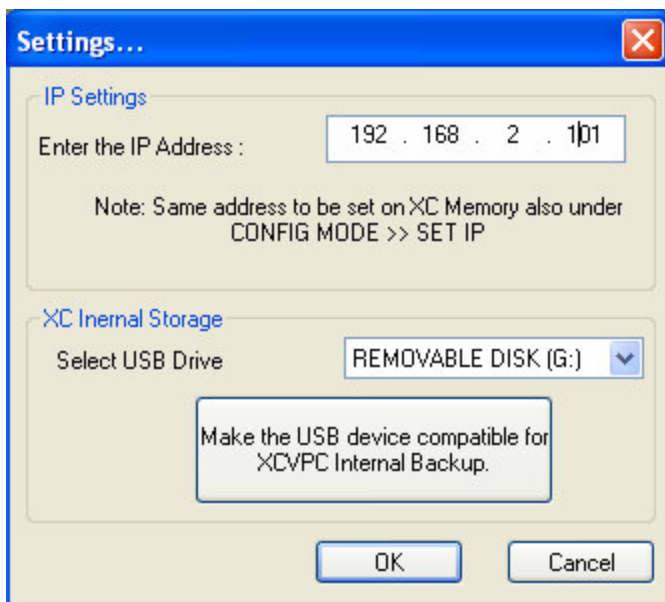 Settings...
IP Settings
Enter the IP Address :
192 . 168 . 2 . 101
Note: Same address to be set on XC Memory also under
CONFIG MODE >> SET IP
XC Inernal Storage
Select USB Drive
REMOVABLE DISK (G:)
Make the USB device compatible for
XCVPC Internal Backup.
OK
Cancel